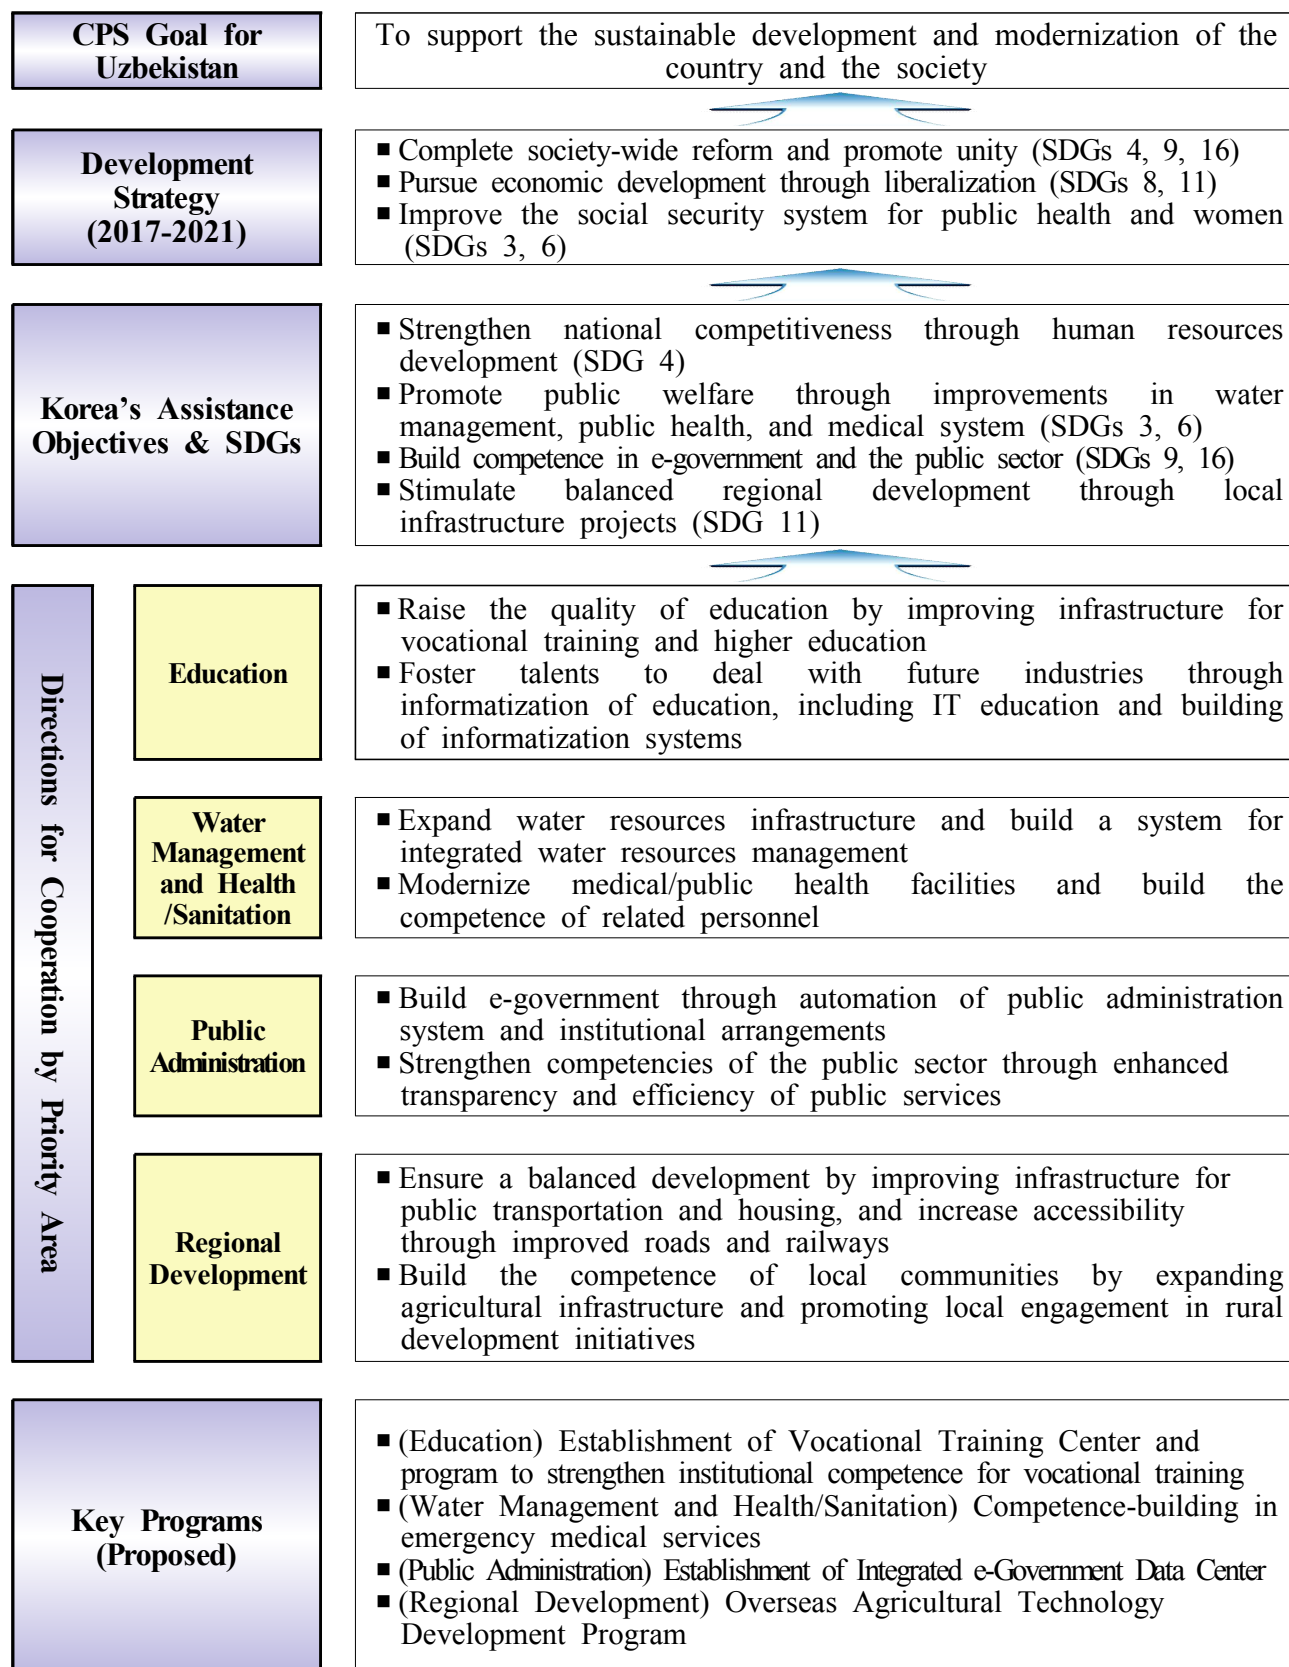 CPS Goal for
Uzbekistan
To support the sustainable development and modernization of the
country and the society
Development
Strategy
(2017-2021)
■ Complete society-wide reform and promote unity (SDGs 4, 9, 16)
■ Pursue economic development through liberalization (SDGs 8, 11)
■ Improve the social security system for public health and women
(SDGs 3, 6)
Korea's Assistance
Objectives & SDGs
■ Strengthen national competitiveness through human resources
development (SDG 4)
■ Promote public welfare through improvements in water
management, public health, and medical system (SDGs 3, 6)
■ Build competence in e-government and the public sector (SDGs 9, 16)
■ Stimulate balanced regional development through local
infrastructure projects (SDG 11)
Directions for Cooperation by Priority Area
Education
■ Raise the quality of education by improving infrastructure for
vocational training and higher education
■ Foster talents to deal with future industries through
informatization of education, including IT education and building
of informatization systems
Water
Management
and Health
/Sanitation
■ Expand water resources infrastructure and build a system for
integrated water resources management
■ Modernize medical/public health facilities and build the
competence of related personnel
Public
Administration
■ Build e-government through automation of public administration
system and institutional arrangements
■ Strengthen competencies of the public sector through enhanced
transparency and efficiency of public services
Regional
Development
■ Ensure a balanced development by improving infrastructure for
public transportation and housing, and increase accessibility
through improved roads and railways
■ Build the competence of local communities by expanding
agricultural infrastructure and promoting local engagement in rural
development initiatives
Key Programs
(Proposed)
■ (Education) Establishment of Vocational Training Center and
program to strengthen institutional competence for vocational training
■ (Water Management and Health/Sanitation) Competence-building in
emergency medical services
■ (Public Administration) Establishment of Integrated e-Government Data Center
■ (Regional Development) Overseas Agricultural Technology
Development Program